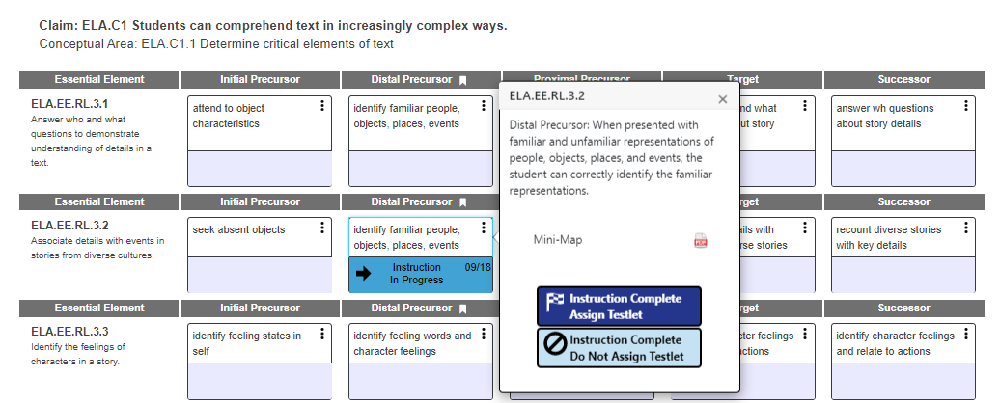 Claim: ELA.C1 Students can comprehend text in increasingly complex ways.
Conceptual Area: ELA.C1.1 Determine critical elements of text
Essential Element Initial Precursor Distal Precursor Proximal Precursor Target Successor
ELA.EE.RL.3.1
Answer who and what
questions to demonstrate
understanding of details in a
text.
attend to object
characteristics
identify familiar people,
objects, places, events
what
story
answer wh questions
about story details
Essential Element Initial Precursor Distal Precursor Successor
ELA.EE.RL.3.2
Associate details with events in
stories from diverse cultures.
seek absent objects
identify familiar people,
objects, places, events
Instruction 09/18
In Progress
with
stories
recount diverse stories
with key details
Essential Element Initial Precursor Distal Precursor Successor
ELA.EE.RL.3.3
Identify the feelings of
characters in a story.
identify feeling states in
self
identify feeling words and
character feelings
feelings
identify character feelings
and relate to actions
ELA.EE.RL.3.2 ×
Distal Precursor: When presented with
familiar and unfamiliar representations of
people, objects, places, and events, the
student can correctly identify the familiar
representations.
Mini-Map
PDF
Instruction Complete
Assign Testlet
Instruction Complete
Do Not Assign Testlet